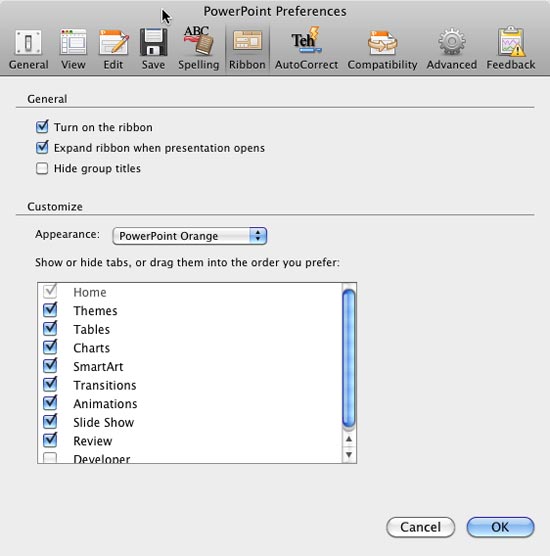 PowerPoint Preferences
ABC
Teh
General View Edit Save Spelling Ribbon AutoCorrect Compatibility Advanced Feedback
General
Turn on the ribbon
Expand ribbon when presentation opens
Hide group titles
Customize
Appearance: PowerPoint Orange
Show or hide tabs, or drag them into the order you prefer:
Home
Themes
Tables
Charts
SmartArt
Transitions
Animations
Slide Show
Review
Developer
Cancel OK